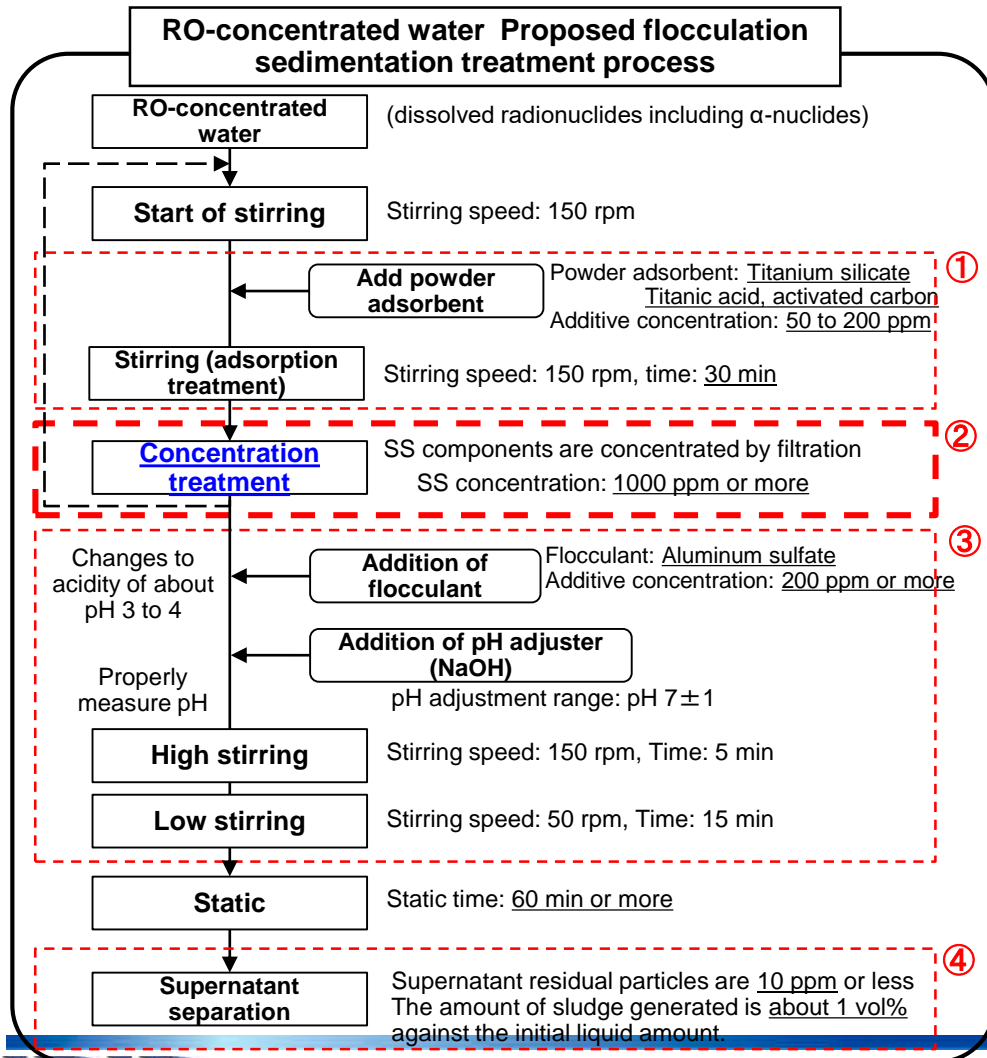 RO-concentrated water Proposed flocculation
sedimentation treatment process
RO-concentrated
water
(dissolved radionuclides including α-nuclides)
Start of stirring
Stirring speed: 150 rpm
①
Add powder
adsorbent
Powder adsorbent: Titanium silicate
Titanic acid, activated carbon
Additive concentration: 50 to 200 ppm
Stirring (adsorption
treatment)
Stirring speed: 150 rpm, time: 30 min
②
Concentration
treatment
SS components are concentrated by filtration
SS concentration: 1000 ppm or more
③
Changes to
acidity of about
pH 3 to 4
Addition of
flocculant
Flocculant: Aluminum sulfate
Additive concentration: 200 ppm or more
Addition of pH adjuster
(NaOH)
Properly
measure pH
pH adjustment range: pH 7±1
High stirring
Stirring speed: 150 rpm, Time: 5 min
Low stirring
Stirring speed: 50 rpm, Time: 15 min
Static
Static time: 60 min or more
④
Supernatant
separation
Supernatant residual particles are 10 ppm or less
The amount of sludge generated is about 1 vol%
against the initial liquid amount.